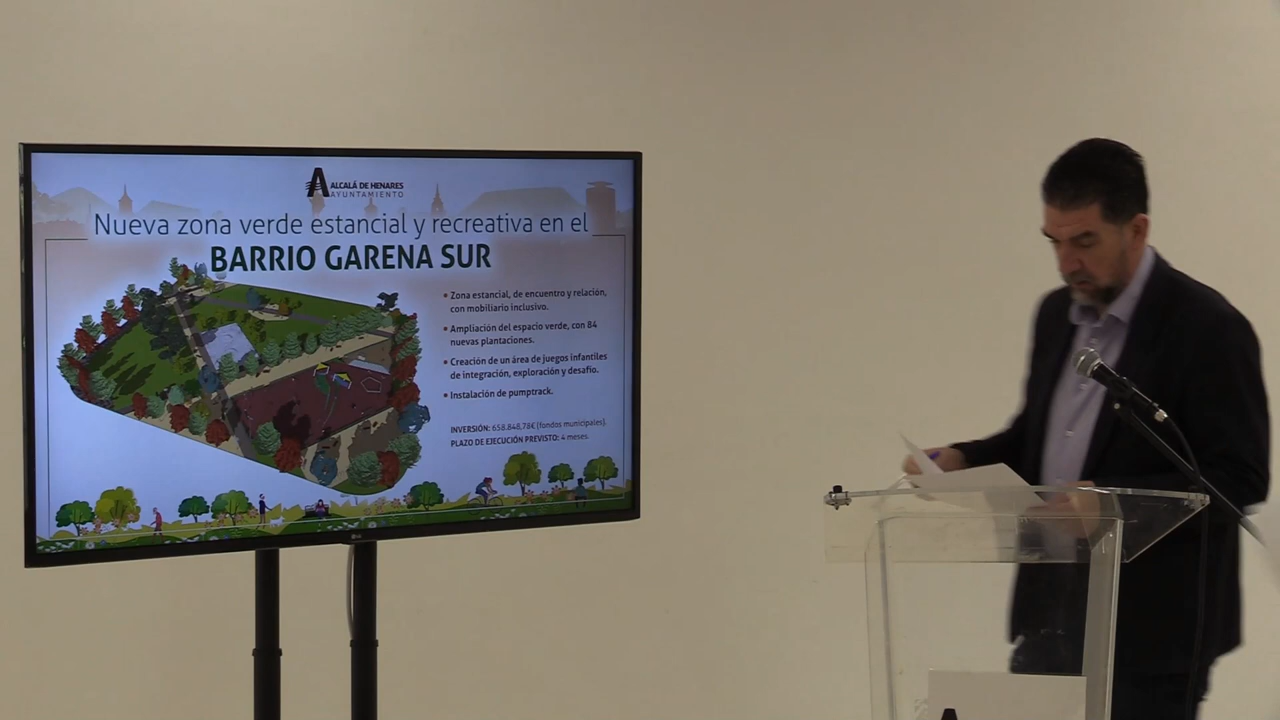 ALCALÁ DE HENARES
AYUNTAMIENTO
Nueva zona verde estancial y recreativa en el
BARRIO GARENA SUR
• Zona estancial, de encuentro y relación,
con mobiliario inclusivo.
• Ampliación del espacio verde, con 84
nuevas plantaciones.
• Creación de un área de juegos infantiles
de integración, exploración y desafío.
• Instalación de pumptrack.
INVERSIÓN: 658.848,78€ (fondos municipales).
PLAZO DE EJECUCIÓN PREVISTO: 4 meses.
LG